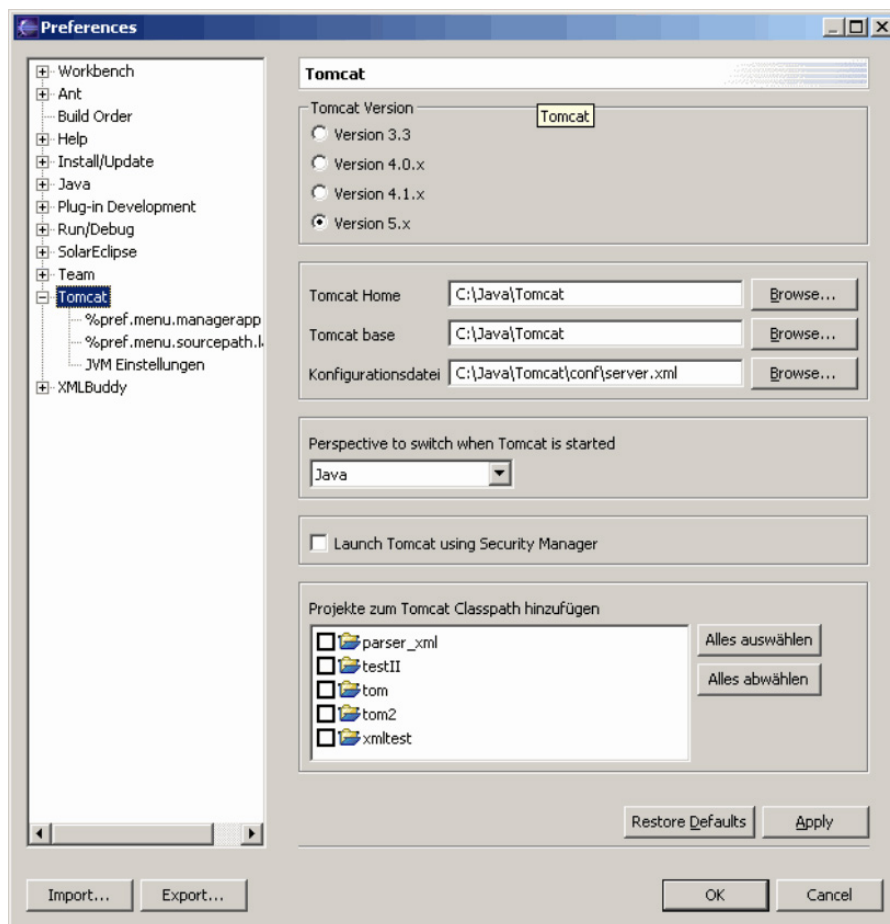 Preferences
Workbench
Ant
Build Order
Help
Install/Update
Java
Plug-in Development
Run/Debug
SolarEclipse
Team
Tomcat
%pref.menu.managerapp
%pref.menu.sourcepath.l
JVM Einstellungen
XMLBuddy
Tomcat
Tomcat Version
Tomcat
Version 3.3
Version 4.0.x
Version 4.1.x
Version 5.x
Tomcat Home C:\Java\Tomcat Browse...
Tomcat base C:\Java\Tomcat Browse...
Konfigurationsdatei C:\Java\Tomcat\conf\server.xml Browse...
Perspective to switch when Tomcat is started
Java
Launch Tomcat using Security Manager
Projekte zum Tomcat Classpath hinzufügen
parser_xml
testII
tom
tom2
xmltest
Alles auswählen
Alles abwählen
Restore Defaults Apply
Import... Export... OK Cancel